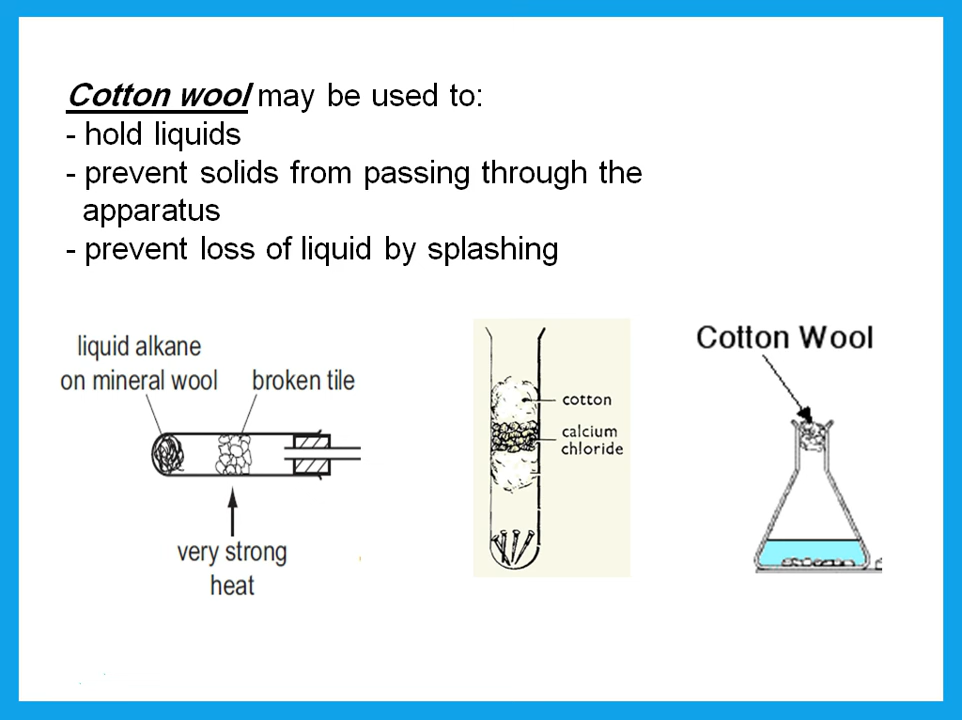 Cotton wool may be used to:
- hold liquids
- prevent solids from passing through the
apparatus
- prevent loss of liquid by splashing
liquid alkane
on mineral wool
broken tile
very strong
heat
cotton
calcium
chloride
Cotton Wool